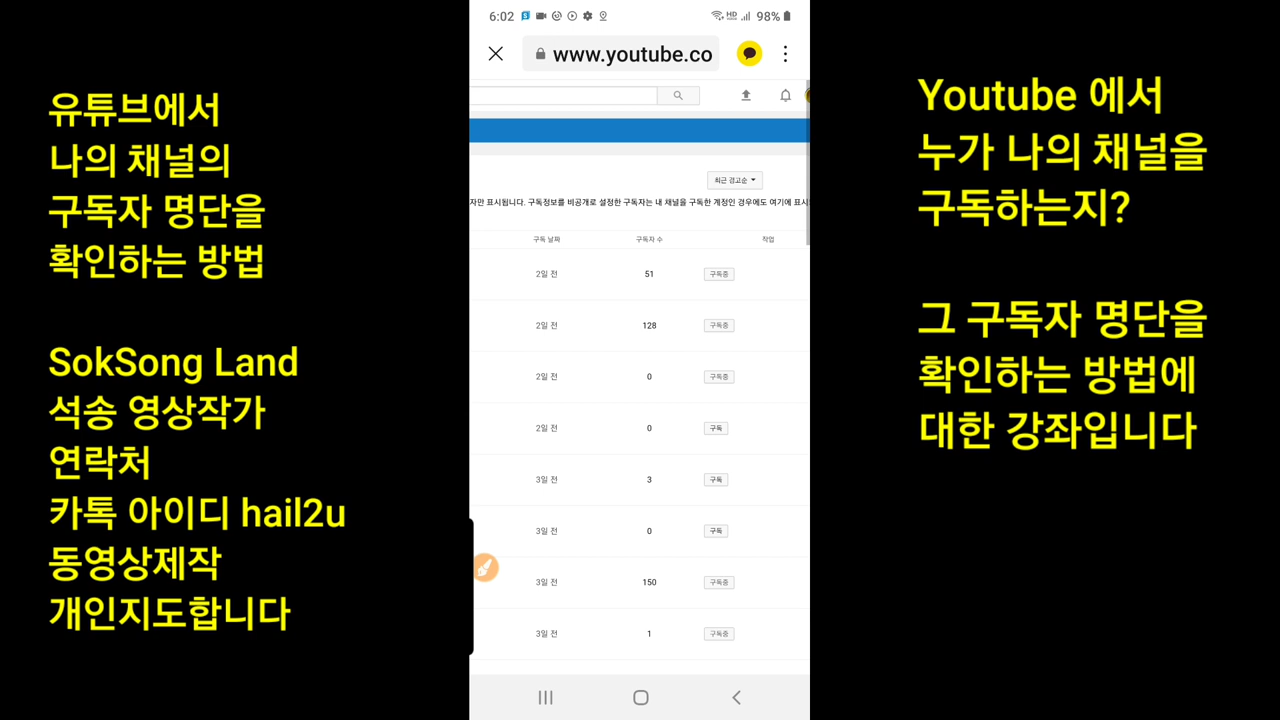 유튜브에서
나의 채널의
구독자 명단을
확인하는 방법
SokSong Land
석송 영상작가
연락처
카톡 아이디 hail2u
동영상제작
개인지도합니다
6:02
HD
98%
www.youtube.co
최근 경고순
자만 표시됩니다. 구독정보를 비공개로 설정한 구독자는 내 채널을 구독한 계정인 경우에도 여기에 표시
구독 날짜 구독자 수 작업
2일 전 51 구독중
2일 전 128 구독중
2일 전 0 구독중
2일 전 0 구독
3일 전 3 구독
3일 전 0 구독
3일 전 150 구독중
3일 전 1 구독중
Youtube 에서
누가 나의 채널을
구독하는지?
그 구독자 명단을
확인하는 방법에
대한 강좌입니다